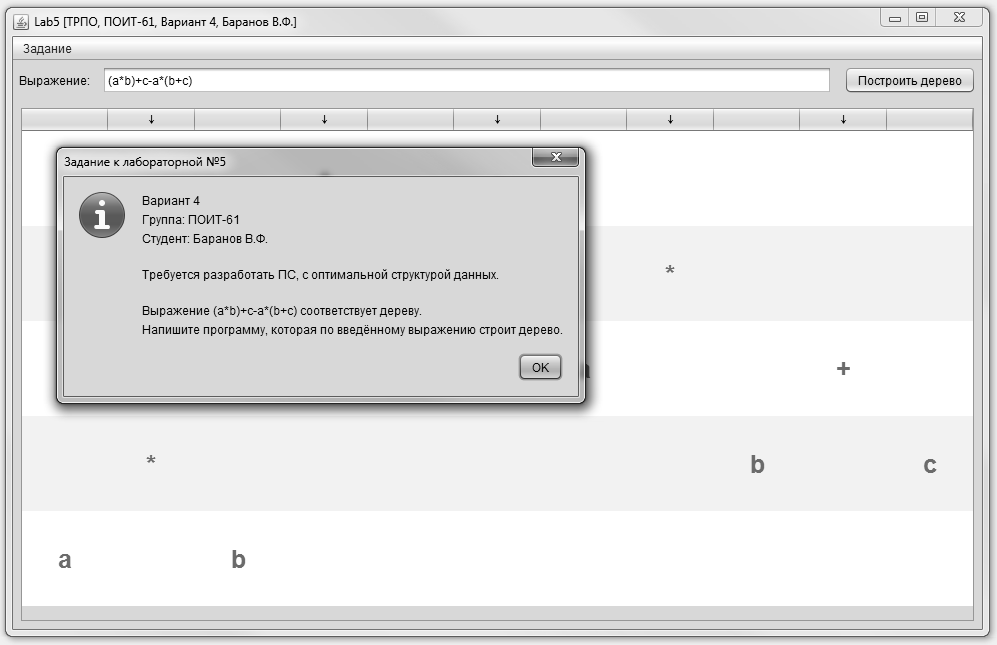 Lab5 [ТРПО, ПОИТ-61, Вариант 4, Баранов В.Ф.]
Задание
Выражение: (a*b)+c-a*(b+c) Построить дерево
↓ ↓ ↓ ↓ ↓
Задание к лабораторной №5
Вариант 4
Группа: ПОИТ-61
Студент: Баранов В.Ф.
Требуется разработать ПС, с оптимальной структурой данных.
Выражение (a*b)+c-a*(b+c) соответствует дереву.
Напишите программу, которая по введённому выражению строит дерево.
OK
*
+
* b c
a b